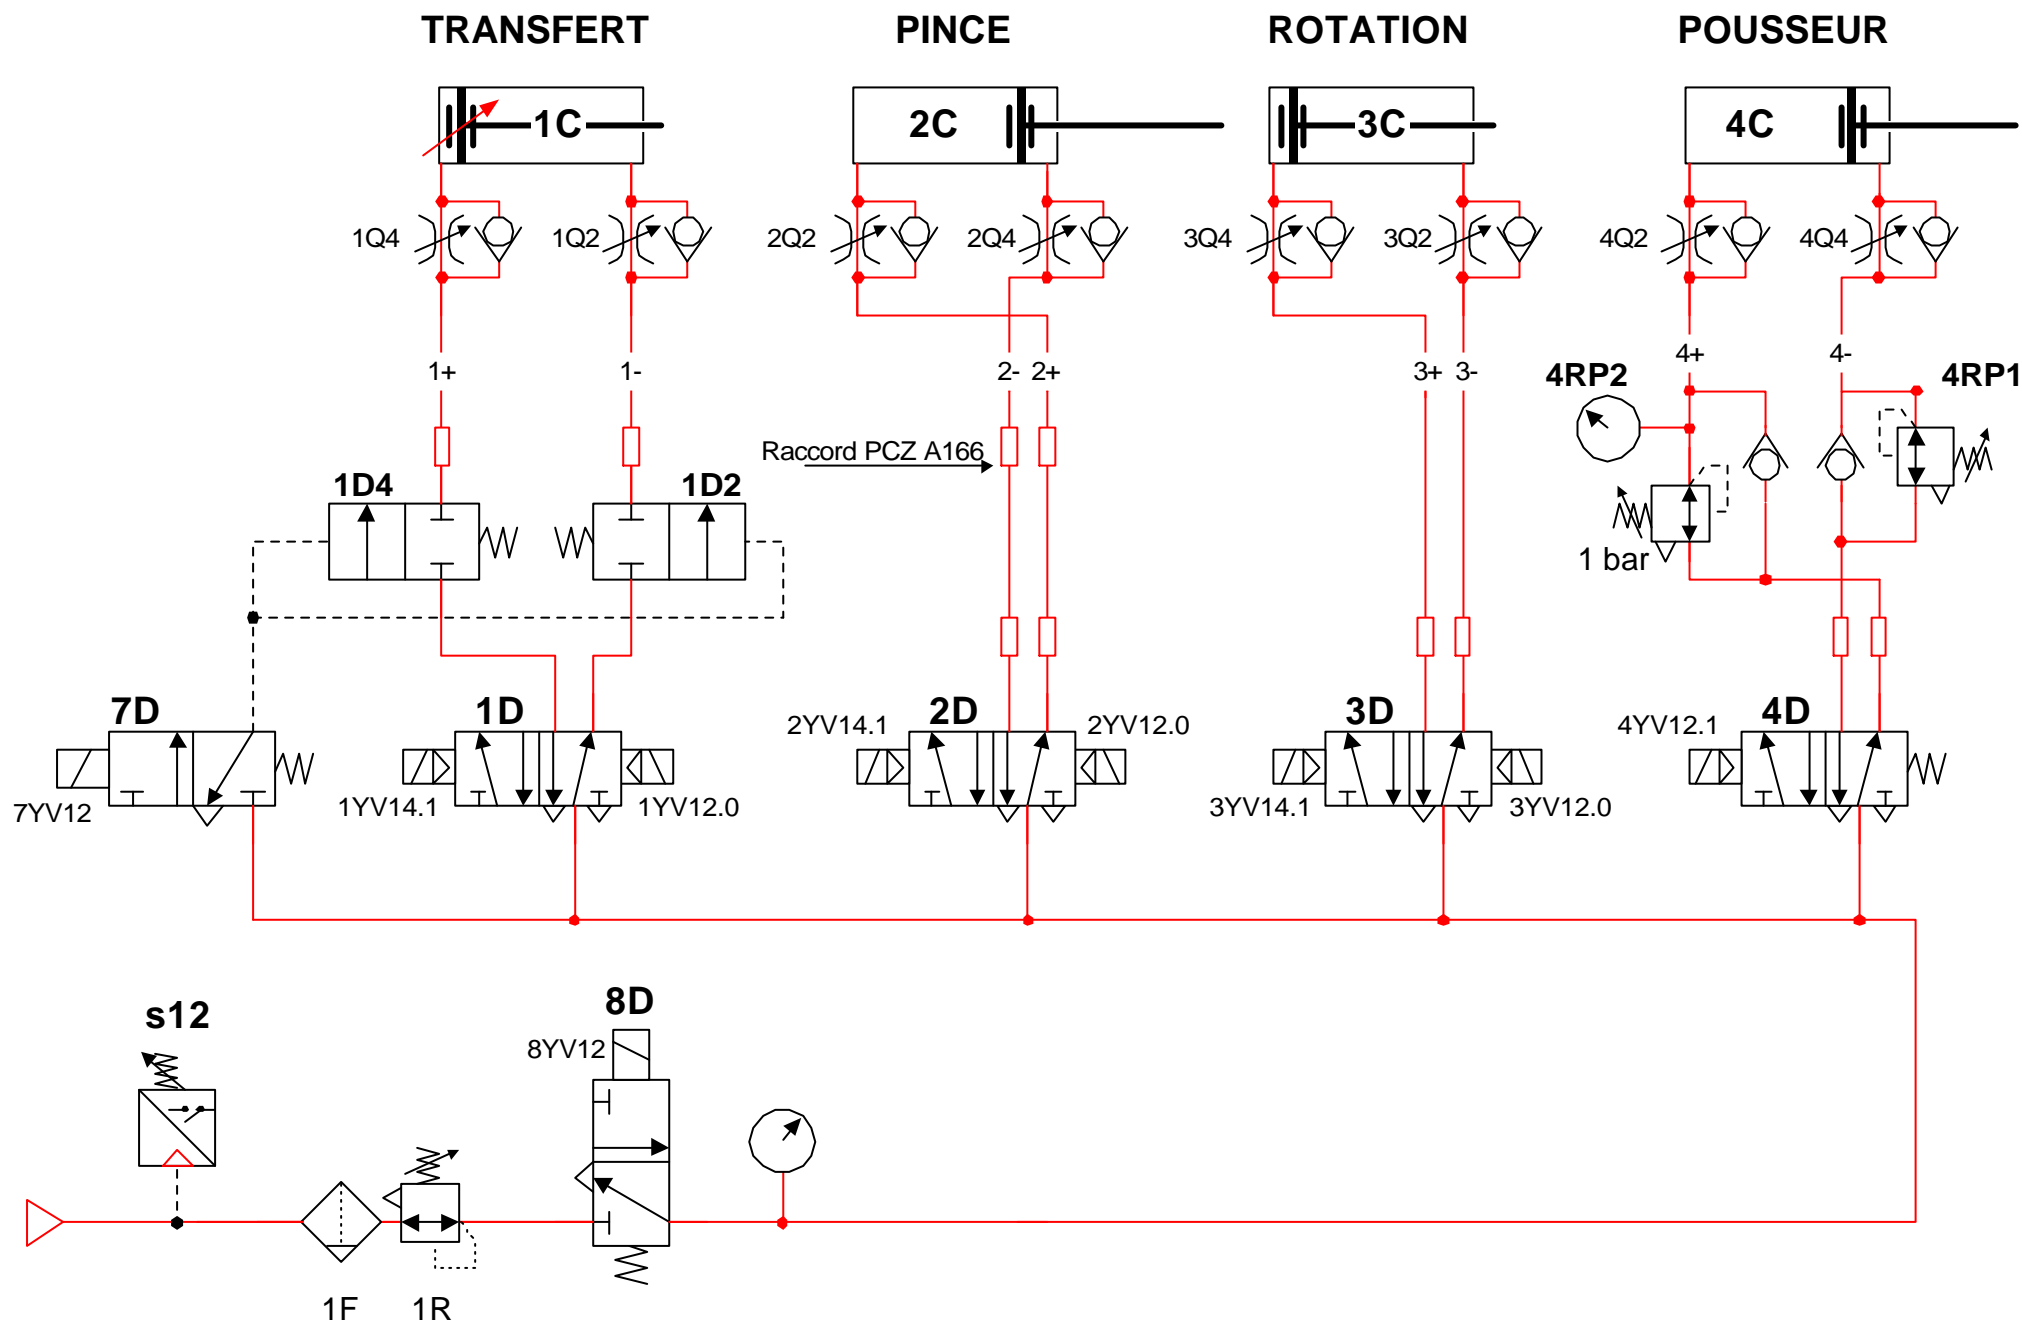 TRANSFERT PINCE ROTATION POUSSEUR
1C 2C 3C 4C
1Q4 1Q2 2Q2 2Q4 3Q4 3Q2 4Q2 4Q4
1+ 1- 2- 2+ 3+ 3- 4+ 4-
4RP2 4RP1
Raccord PCZ A166
1D4 1D2
1 bar
7D 1D 2D 3D 4D
2YV14.1 2YV12.0 4YV12.1
7YV12 1YV14.1 1YV12.0 3YV14.1 3YV12.0
s12 8D
8YV12
1F 1R